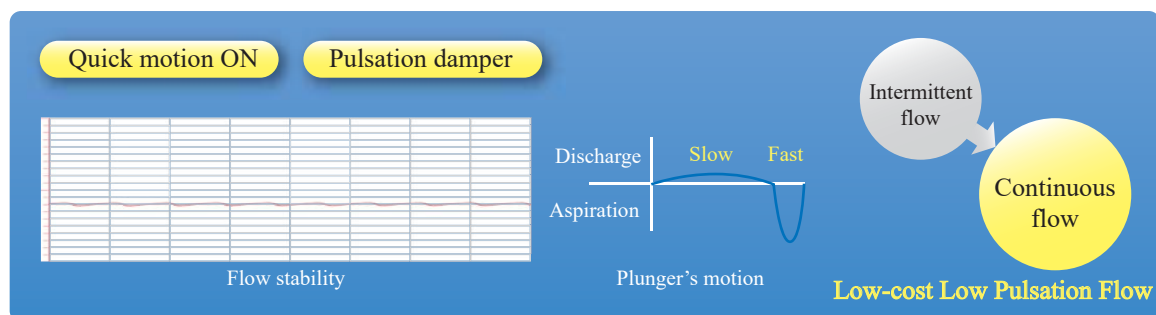 Quick motion ON
Pulsation damper
Intermittent
flow
Discharge
Slow
Fast
Aspiration
Continuous
flow
Flow stability
Plunger’s motion
Low-cost Low Pulsation Flow